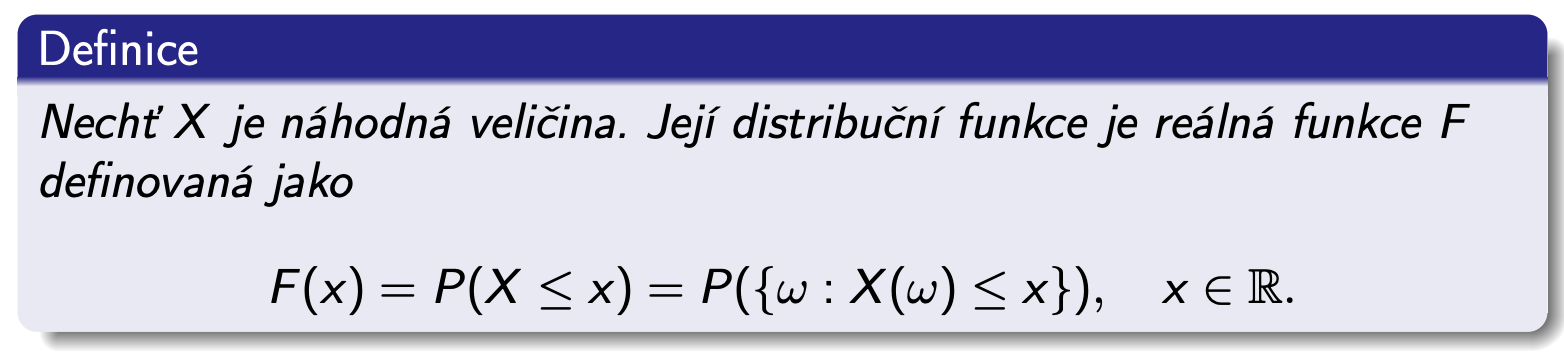 Definice
Nechť X je náhodná veličina. Její distribuční funkce je reálná funkce F
definovaná jako
F(x) = P(X ≤ x) = P({ω : X(ω) ≤ x}), x ∈ ℝ.